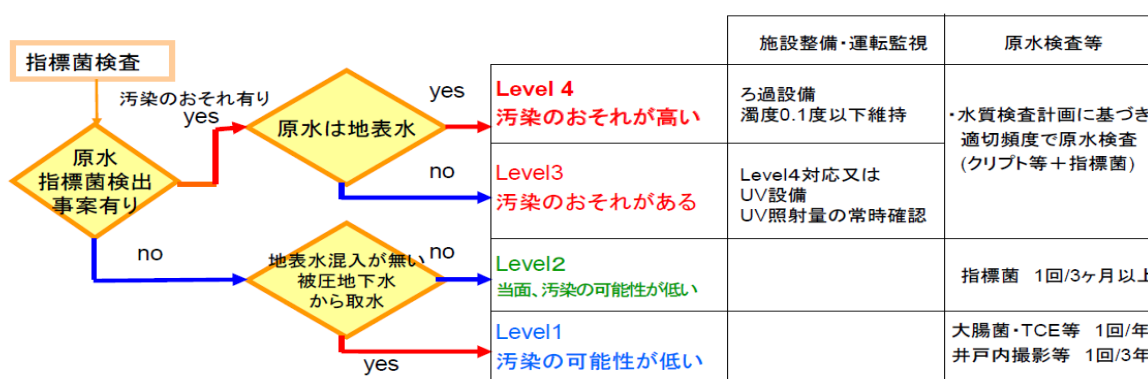 指標菌検査
汚染のおそれ有り
yes
原水
指標菌検出
事案有り
no
原水は地表水
yes
no
地表水混入が無い
被圧地下水
から取水
no
yes
施設整備・運転監視
原水検査等
Level 4
汚染のおそれが高い
ろ過設備
濁度0.1度以下維持
・水質検査計画に基づき
適切頻度で原水検査
(クリプト等+指標菌)
Level3
汚染のおそれがある
Level4対応又は
UV設備
UV照射量の常時確認
Level2
当面、汚染の可能性が低い
指標菌 1回/3ヶ月以上
Level1
汚染の可能性が低い
大腸菌・TCE等 1回/年
井戸内撮影等 1回/3年